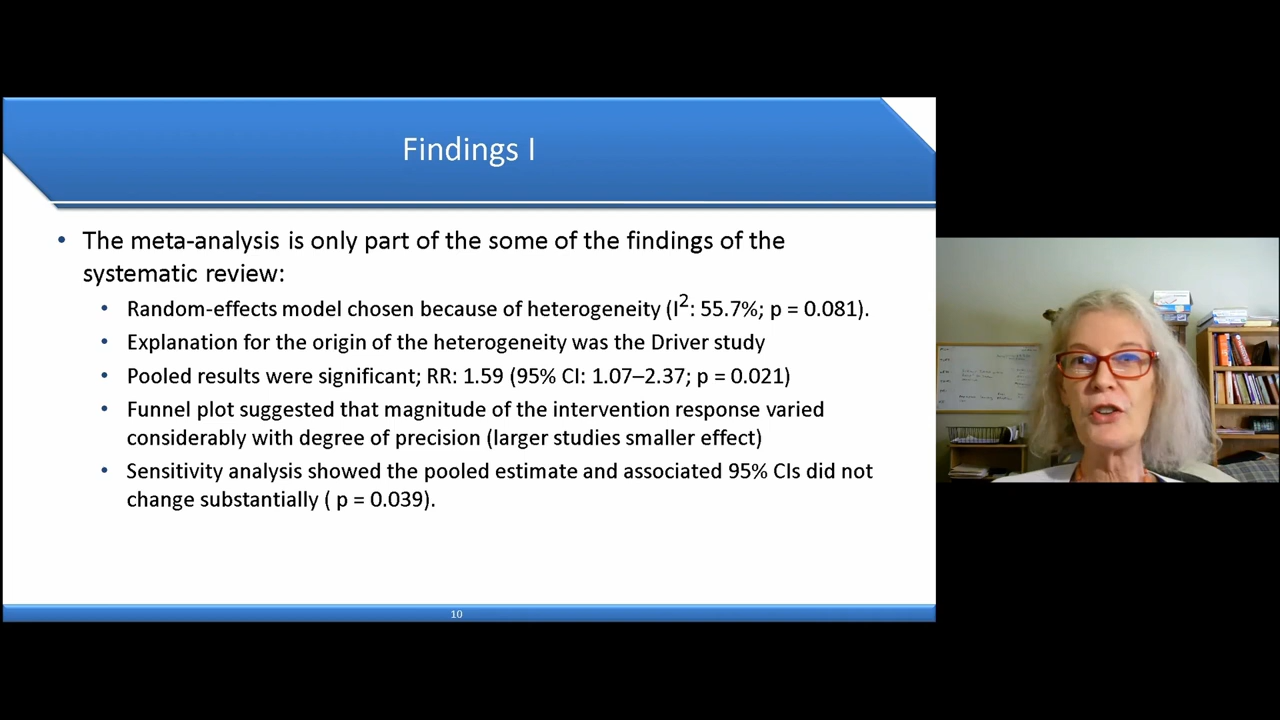 Findings I
• The meta-analysis is only part of the some of the findings of the
systematic review:
• Random-effects model chosen because of heterogeneity (I²: 55.7%; p = 0.081).
• Explanation for the origin of the heterogeneity was the Driver study
• Pooled results were significant; RR: 1.59 (95% CI: 1.07–2.37; p = 0.021)
• Funnel plot suggested that magnitude of the intervention response varied
considerably with degree of precision (larger studies smaller effect)
• Sensitivity analysis showed the pooled estimate and associated 95% CIs did not
change substantially ( p = 0.039).
10